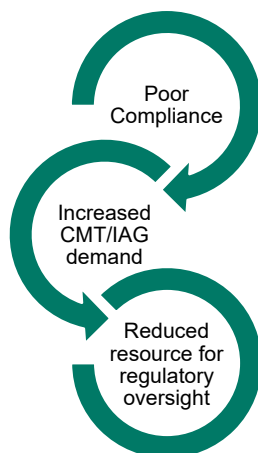 Poor
Compliance
Increased
CMT/IAG
demand
Reduced
resource for
regulatory
oversight